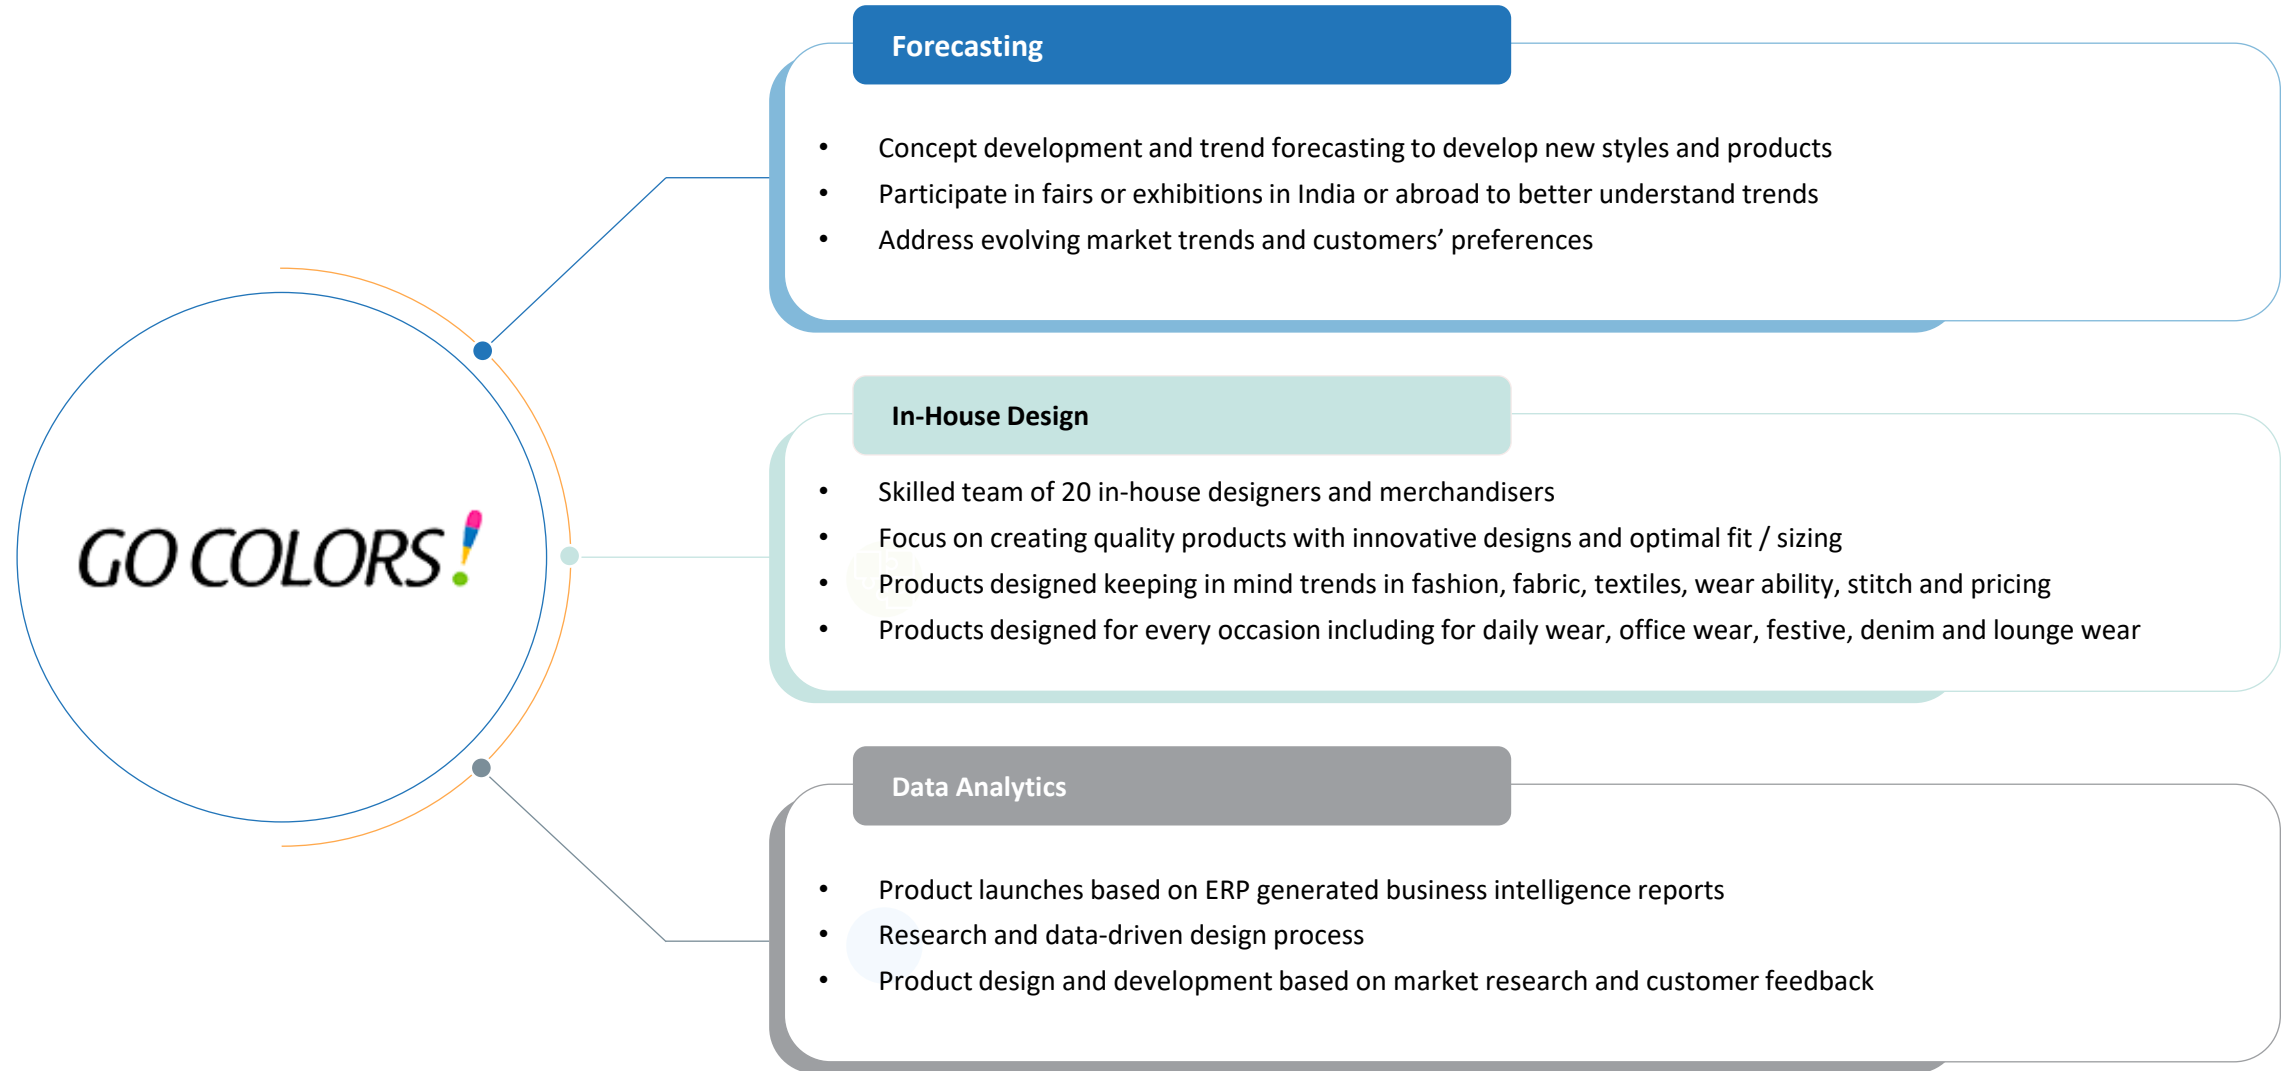 GO COLORS!
Forecasting
• Concept development and trend forecasting to develop new styles and products
• Participate in fairs or exhibitions in India or abroad to better understand trends
• Address evolving market trends and customers’ preferences
In-House Design
• Skilled team of 20 in-house designers and merchandisers
• Focus on creating quality products with innovative designs and optimal fit / sizing
• Products designed keeping in mind trends in fashion, fabric, textiles, wear ability, stitch and pricing
• Products designed for every occasion including for daily wear, office wear, festive, denim and lounge wear
Data Analytics
• Product launches based on ERP generated business intelligence reports
• Research and data-driven design process
• Product design and development based on market research and customer feedback